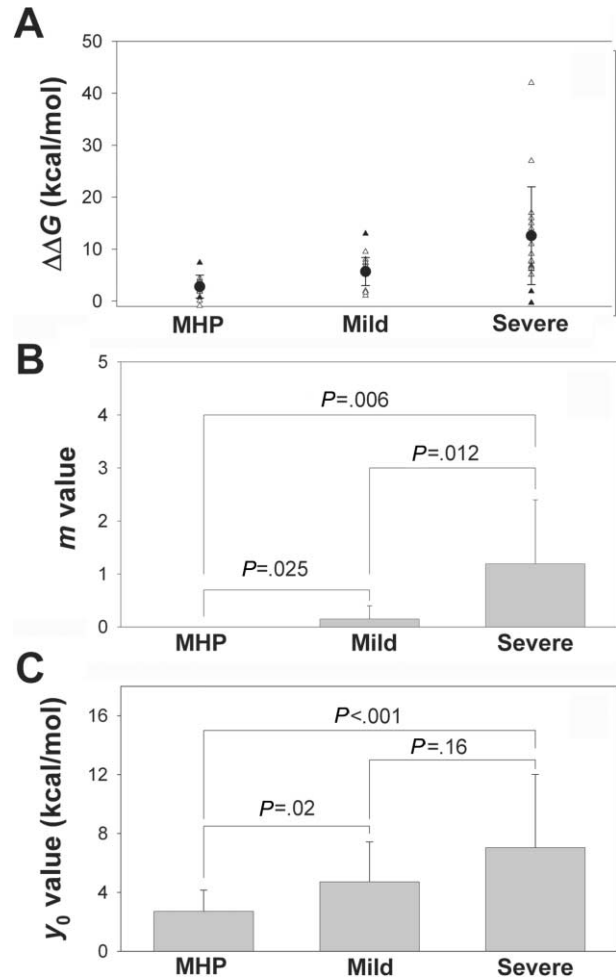 A
ΔΔG (kcal/mol)
50
40
30
20
10
0
MHP Mild Severe
B
m value
5
4
3
2
1
0
P=.006
P=.012
P=.025
MHP Mild Severe
C
y₀ value (kcal/mol)
16
12
8
4
0
P<.001
P=.16
P=.02
MHP Mild Severe